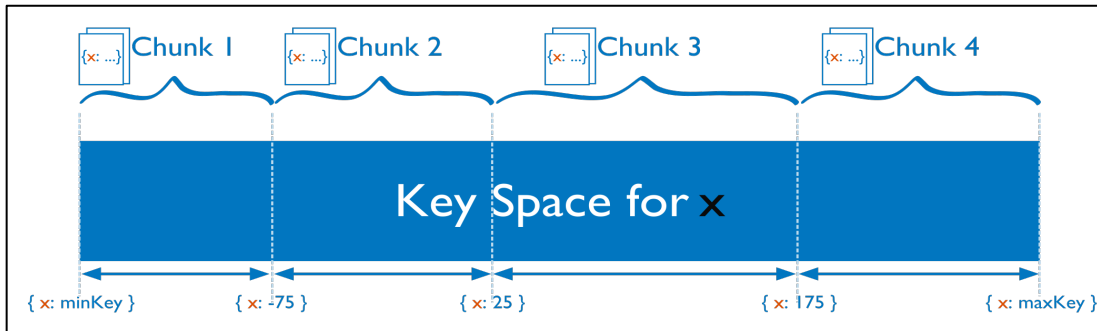 {x: ...} Chunk 1 {x: ...} Chunk 2 {x: ...} Chunk 3 {x: ...} Chunk 4
Key Space for x
{ x: minKey } { x: -75 } { x: 25 } { x: 175 } { x: maxKey }